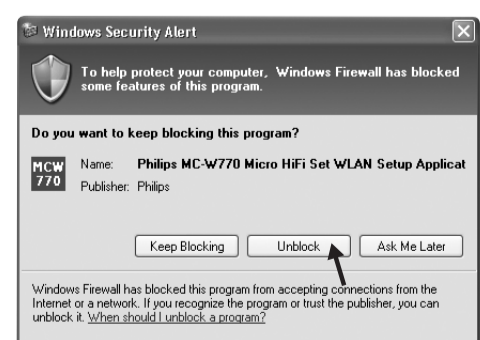 Windows Security Alert
To help protect your computer, Windows Firewall has blocked
some features of this program.
Do you want to keep blocking this program?
MCW
770
Name: Philips MC-W770 Micro HiFi Set WLAN Setup Applicat
Publisher: Philips
Keep Blocking Unblock Ask Me Later
Windows Firewall has blocked this program from accepting connections from the
Internet or a network. If you recognize the program or trust the publisher, you can
unblock it. When should I unblock a program?